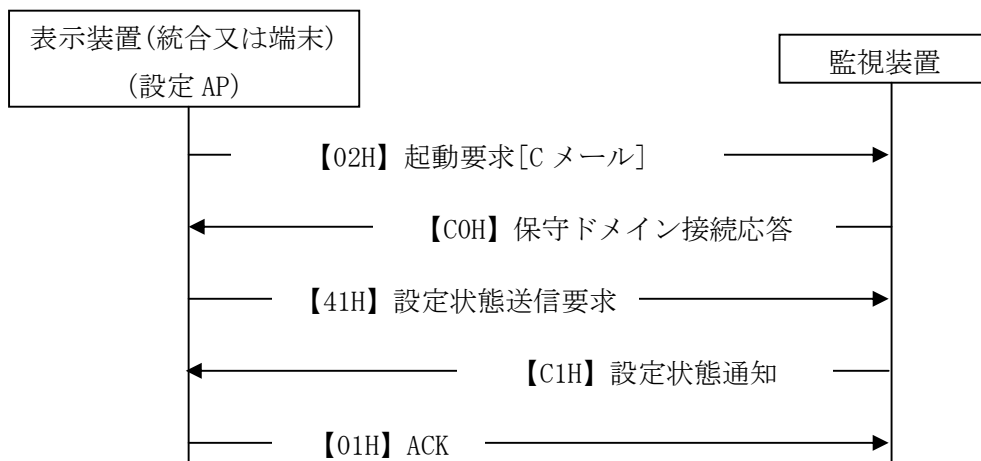 表示装置(統合又は端末)
(設定 AP)
監視装置
【02H】起動要求[C メール]
【C0H】保守ドメイン接続応答
【41H】設定状態送信要求
【C1H】設定状態通知
【01H】ACK